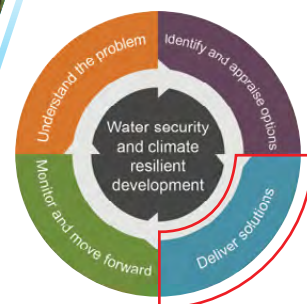 Understand the problem
Identify and appraise options
Water security
and climate
resilient
development
Monitor and move forward
Deliver solutions